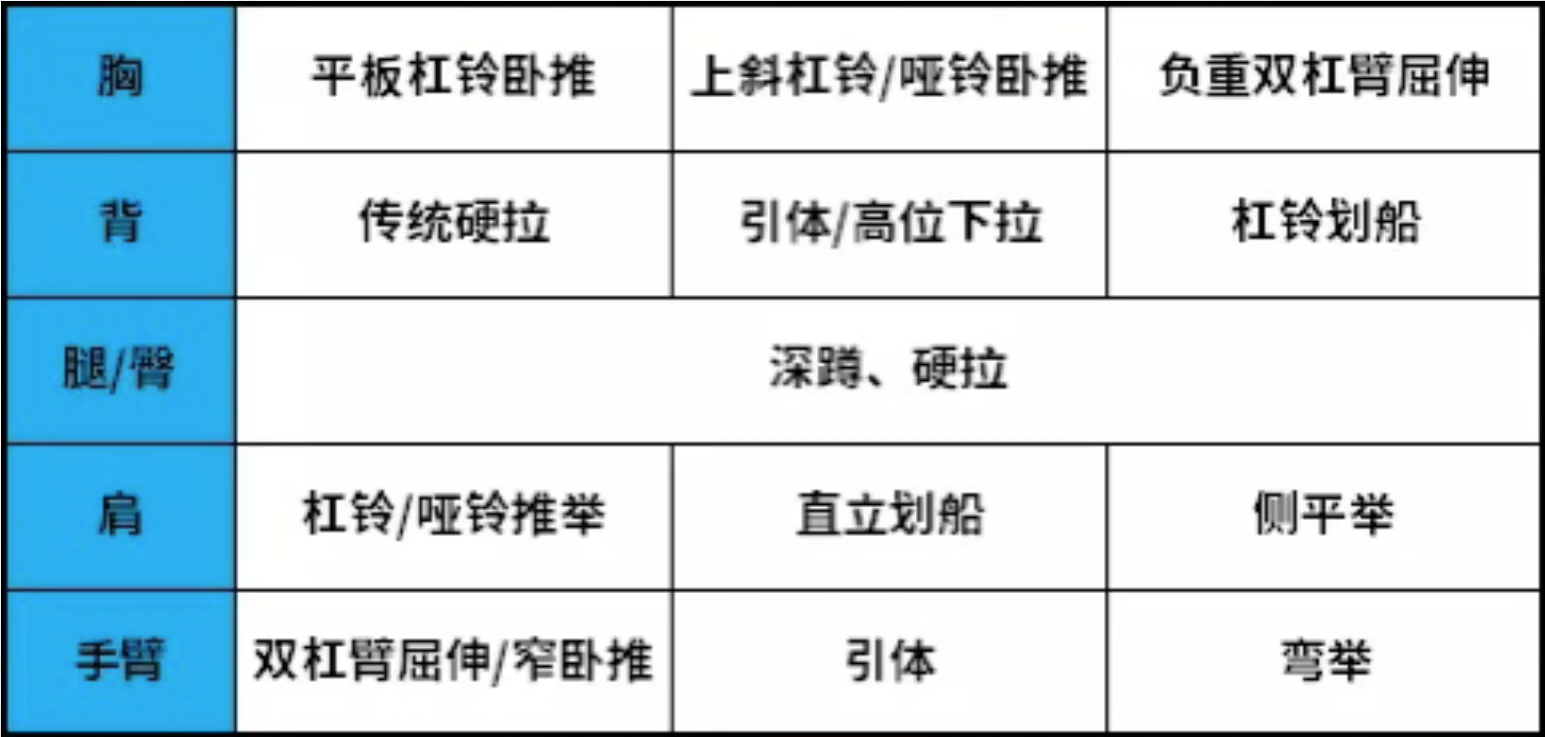 胸 平板杠铃卧推 上斜杠铃/哑铃卧推 负重双杠臂屈伸
背 传统硬拉 引体/高位下拉 杠铃划船
腿/臀 深蹲、硬拉
肩 杠铃/哑铃推举 直立划船 侧平举
手臂 双杠臂屈伸/窄卧推 引体 弯举